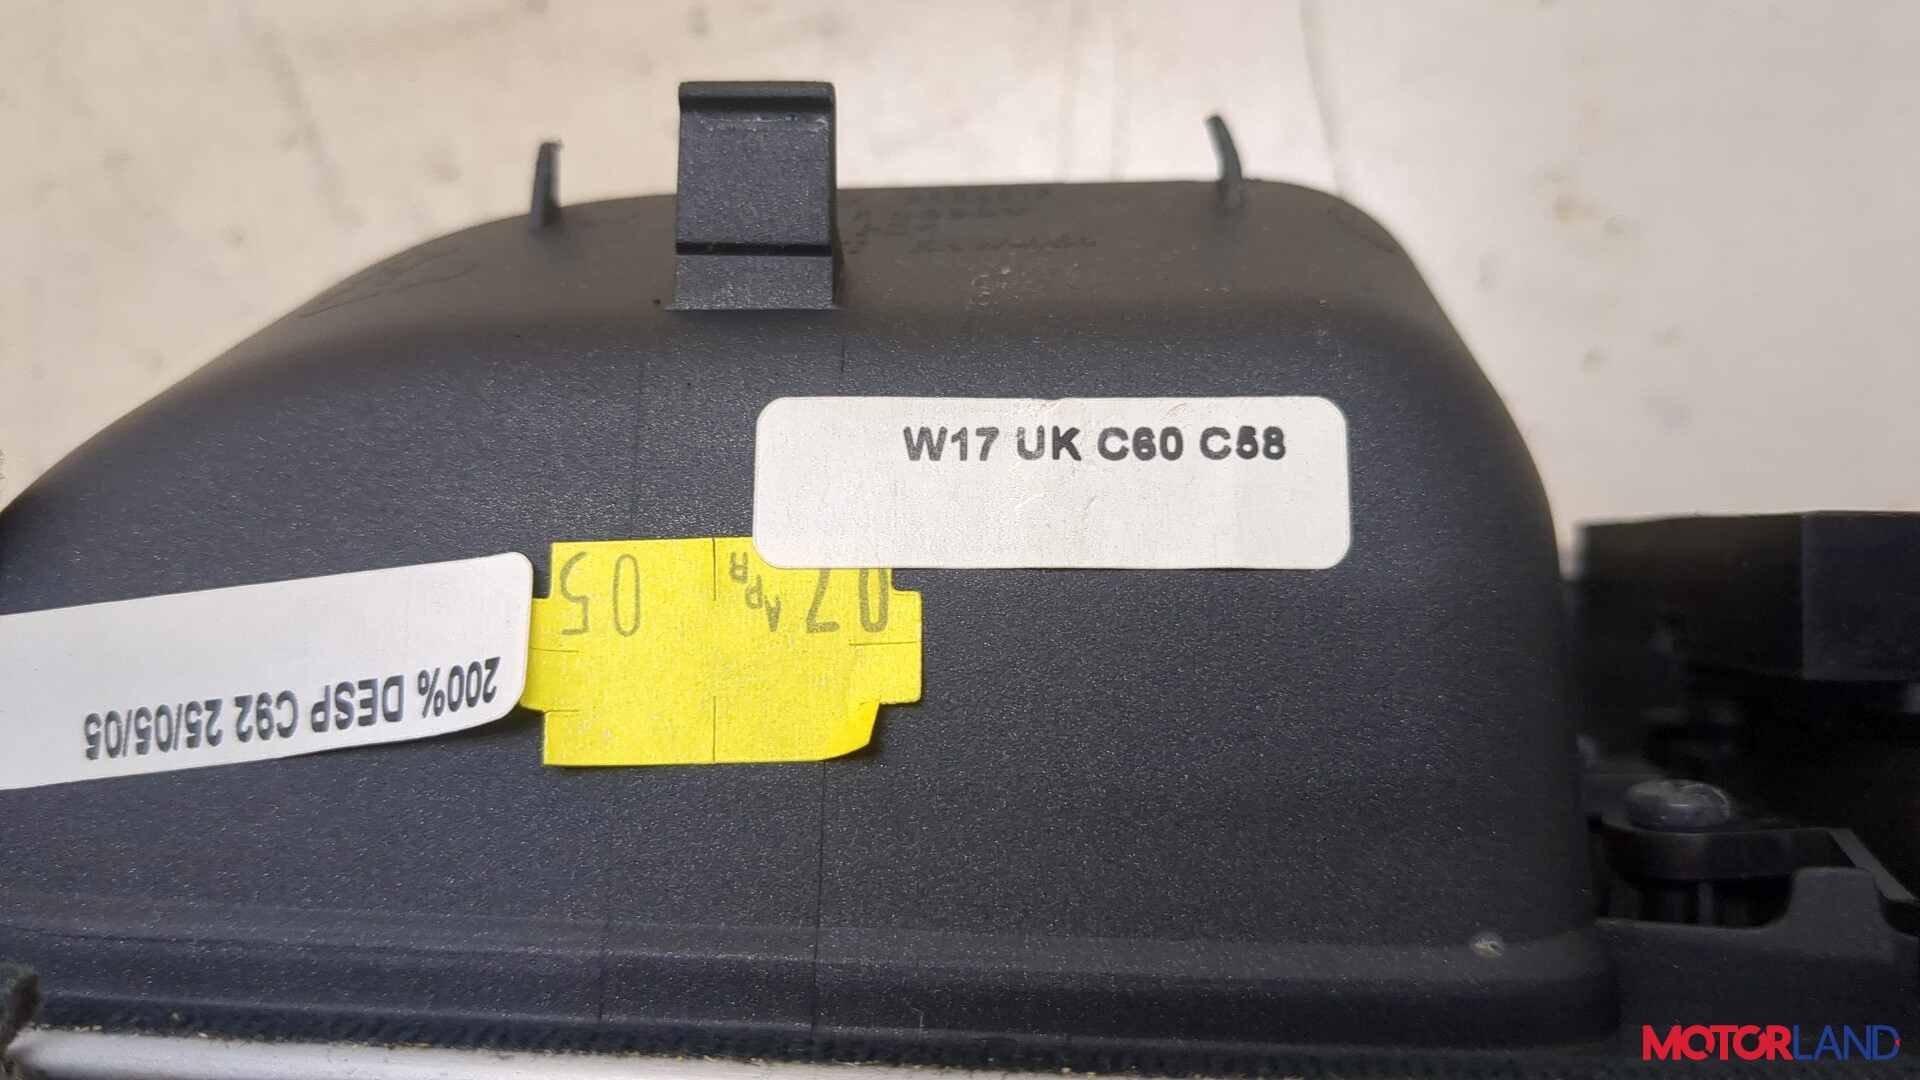 W17 UK C60 C58
07 APR 05
200% DESP C92 25/05/05
MOTORLAND